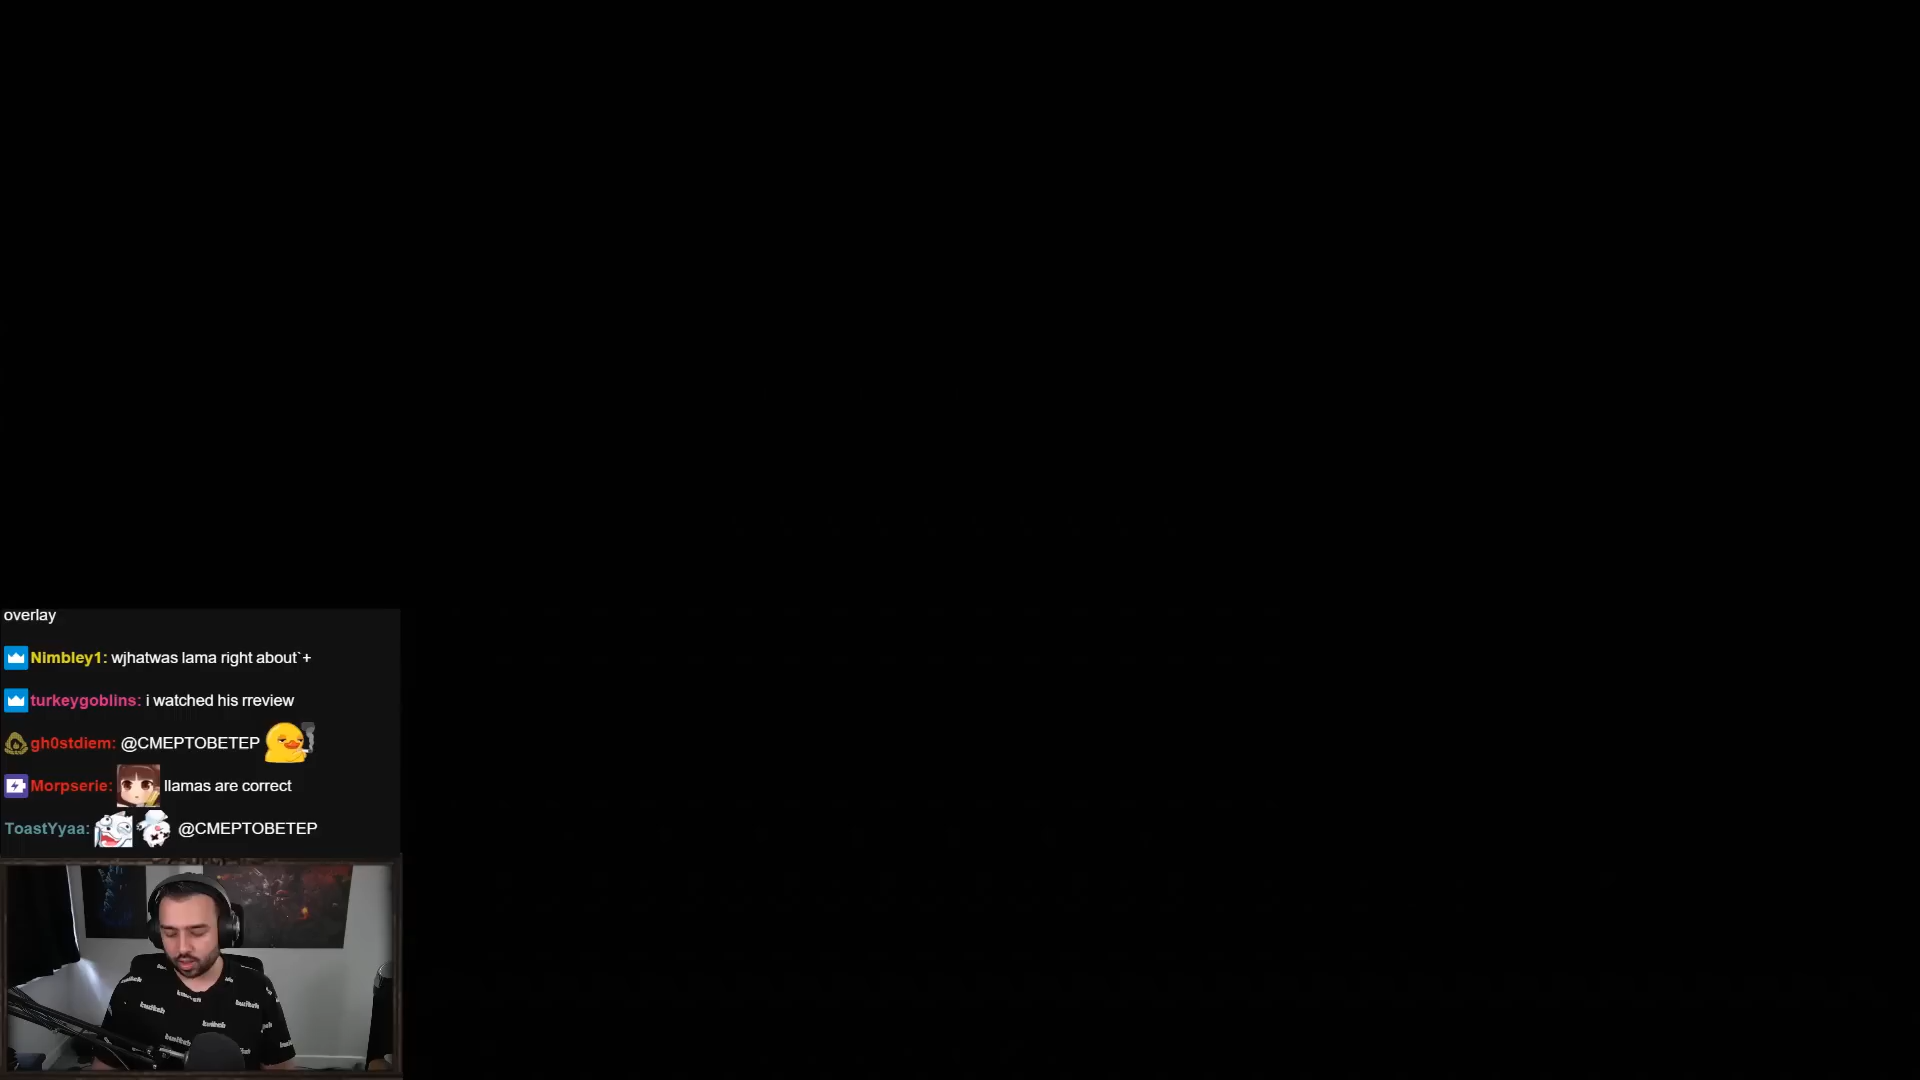 overlay
Nimbley1: wjhatwas lama right about`+
turkeygoblins: i watched his rreview
gh0stdiem: @CMEPTOBETEP
Morpserie: llamas are correct
ToastYyaa: @CMEPTOBETEP